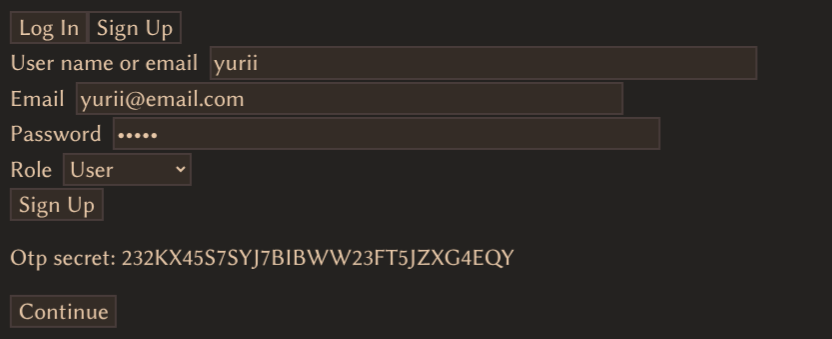 Log In Sign Up
User name or email yurii
Email yurii@email.com
Password •••••
Role User
Sign Up
Otp secret: 232KX45S7SYJ7BIBWW23FT5JZXG4EQY
Continue